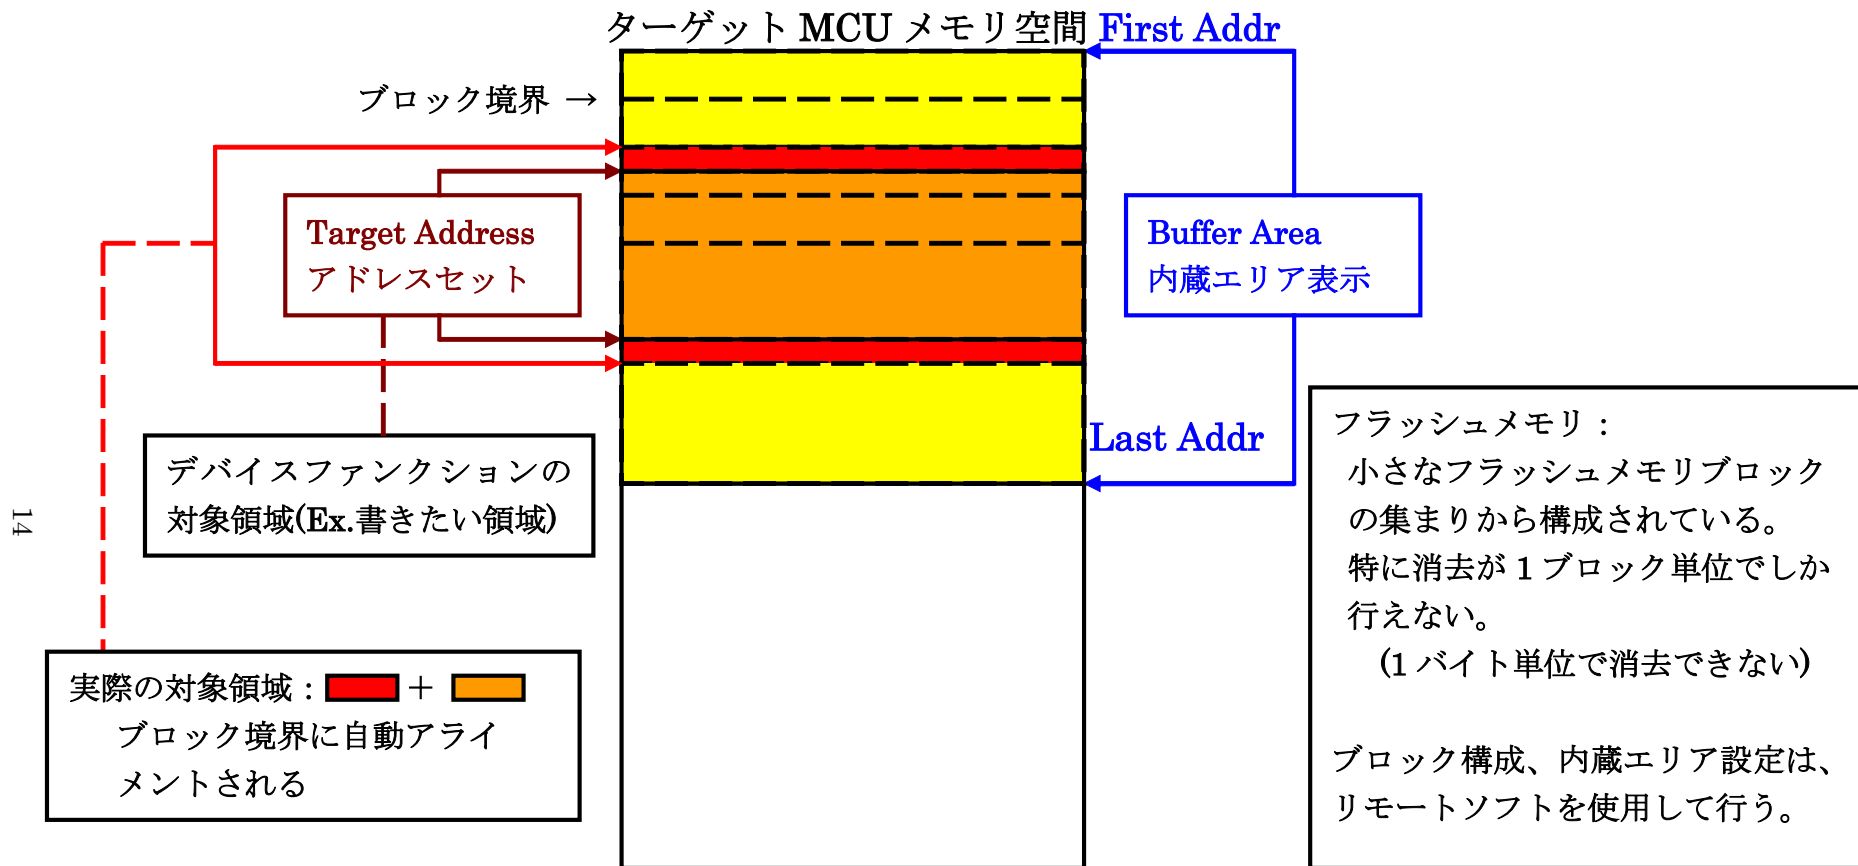 ターゲット MCU メモリ空間 First Addr
ブロック境界 →
Target Address
アドレスセット
Buffer Area
内蔵エリア表示
Last Addr
デバイスファンクションの
対象領域(Ex.書きたい領域)
14
実際の対象領域： ＋
ブロック境界に自動アライ
メントされる
フラッシュメモリ：
小さなフラッシュメモリブロック
の集まりから構成されている。
特に消去が 1 ブロック単位でしか
行えない。
(1 バイト単位で消去できない)
ブロック構成、内蔵エリア設定は、
リモートソフトを使用して行う。